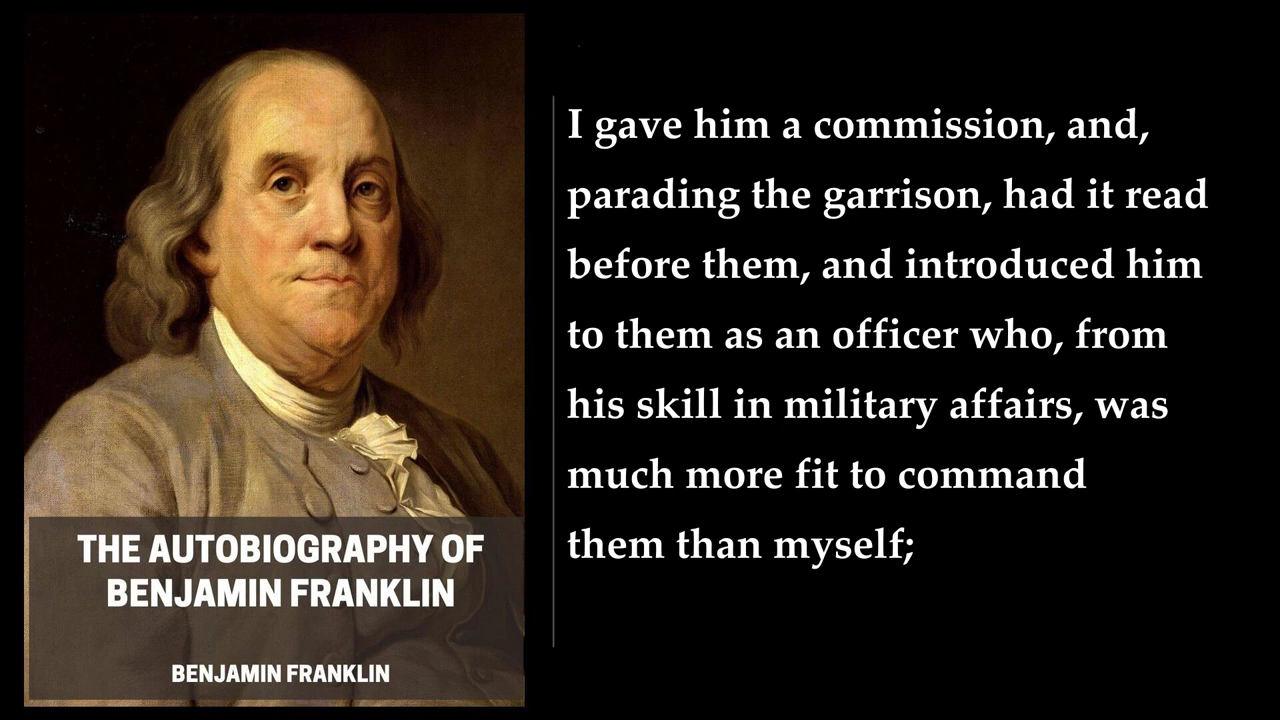 THE AUTOBIOGRAPHY OF
BENJAMIN FRANKLIN
BENJAMIN FRANKLIN
I gave him a commission, and,
parading the garrison, had it read
before them, and introduced him
to them as an officer who, from
his skill in military affairs, was
much more fit to command
them than myself;